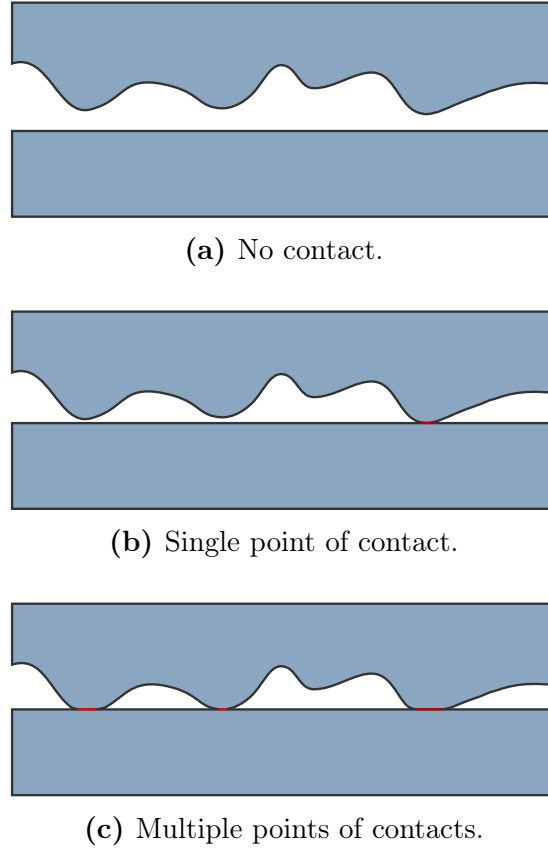 (a) No contact.
(b) Single point of contact.
(c) Multiple points of contacts.